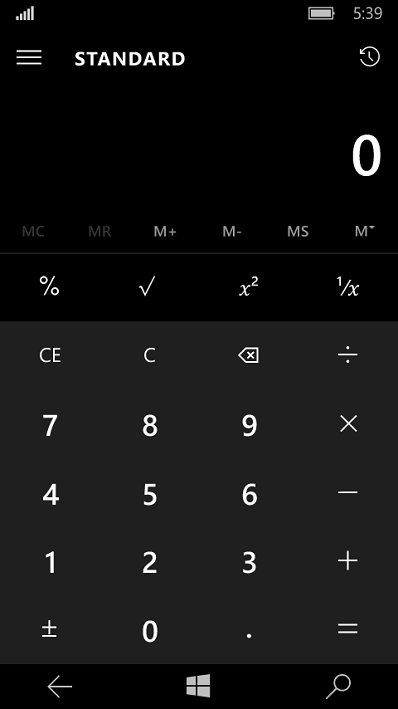 5:39
STANDARD
0
MC MR M+ M- MS M˅
% √ x² ¹/x
CE C ÷
7 8 9 ×
4 5 6 −
1 2 3 +
± 0 . =